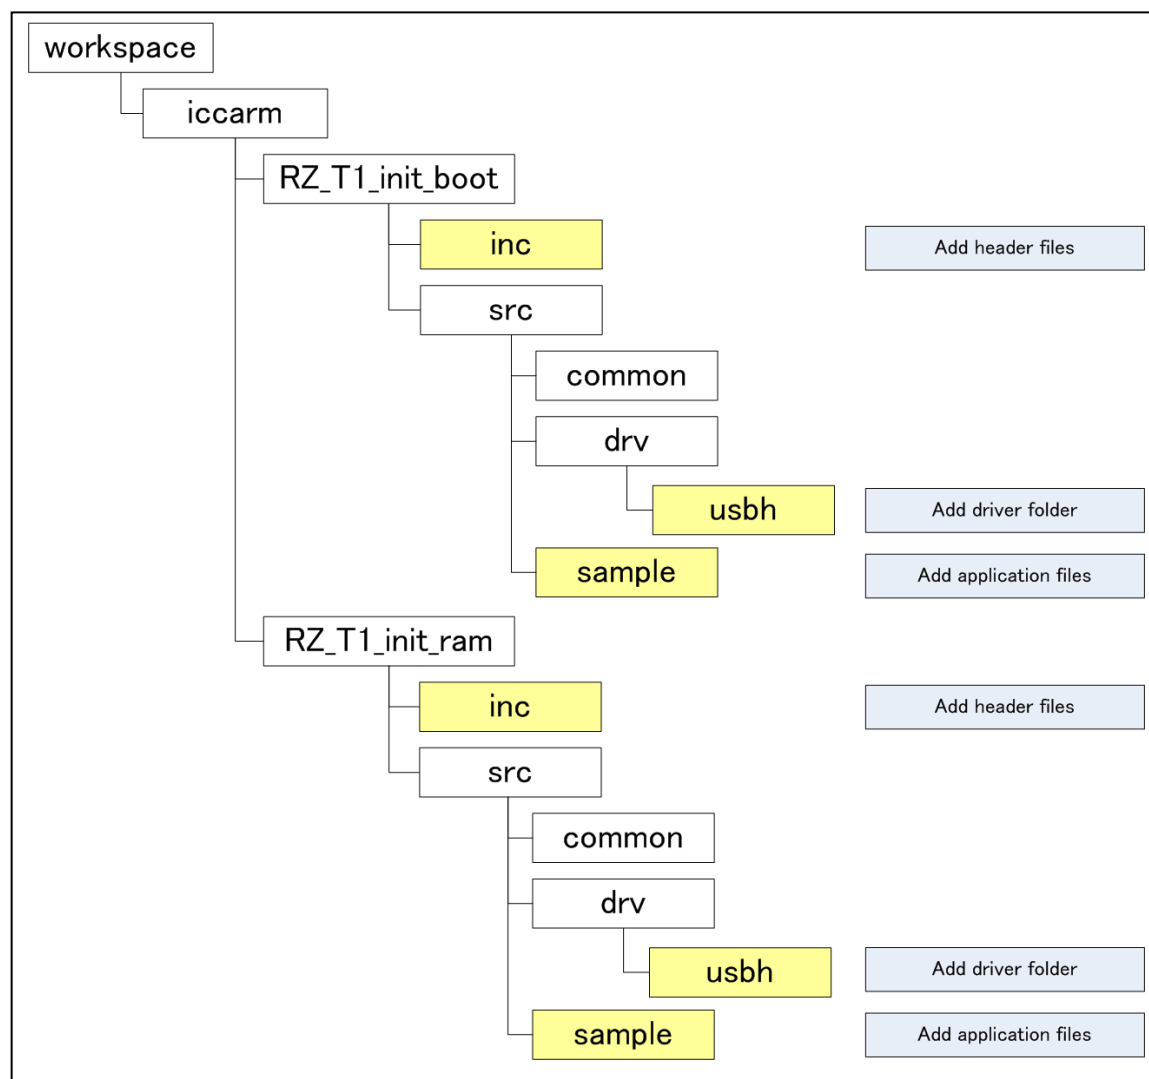 workspace
iccarm
RZ_T1_init_boot
inc
Add header files
src
common
drv
usbh
Add driver folder
sample
Add application files
RZ_T1_init_ram
inc
Add header files
src
common
drv
usbh
Add driver folder
sample
Add application files